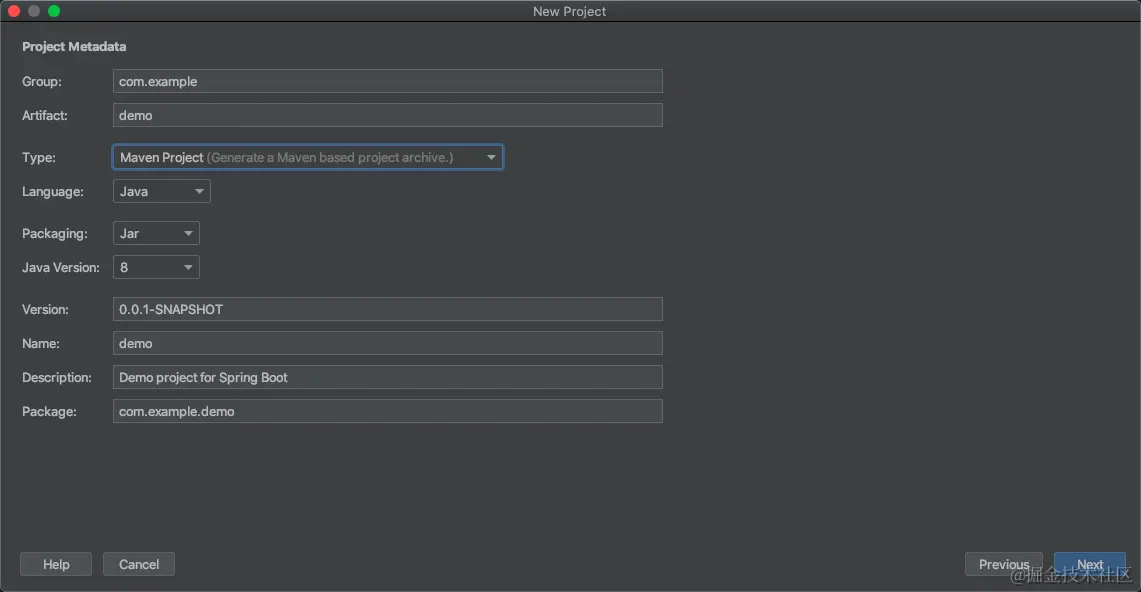 New Project
Project Metadata
Group: com.example
Artifact: demo
Type: Maven Project (Generate a Maven based project archive.)
Language: Java
Packaging: Jar
Java Version: 8
Version: 0.0.1-SNAPSHOT
Name: demo
Description: Demo project for Spring Boot
Package: com.example.demo
Help Cancel Previous Next
@掘金技术社区